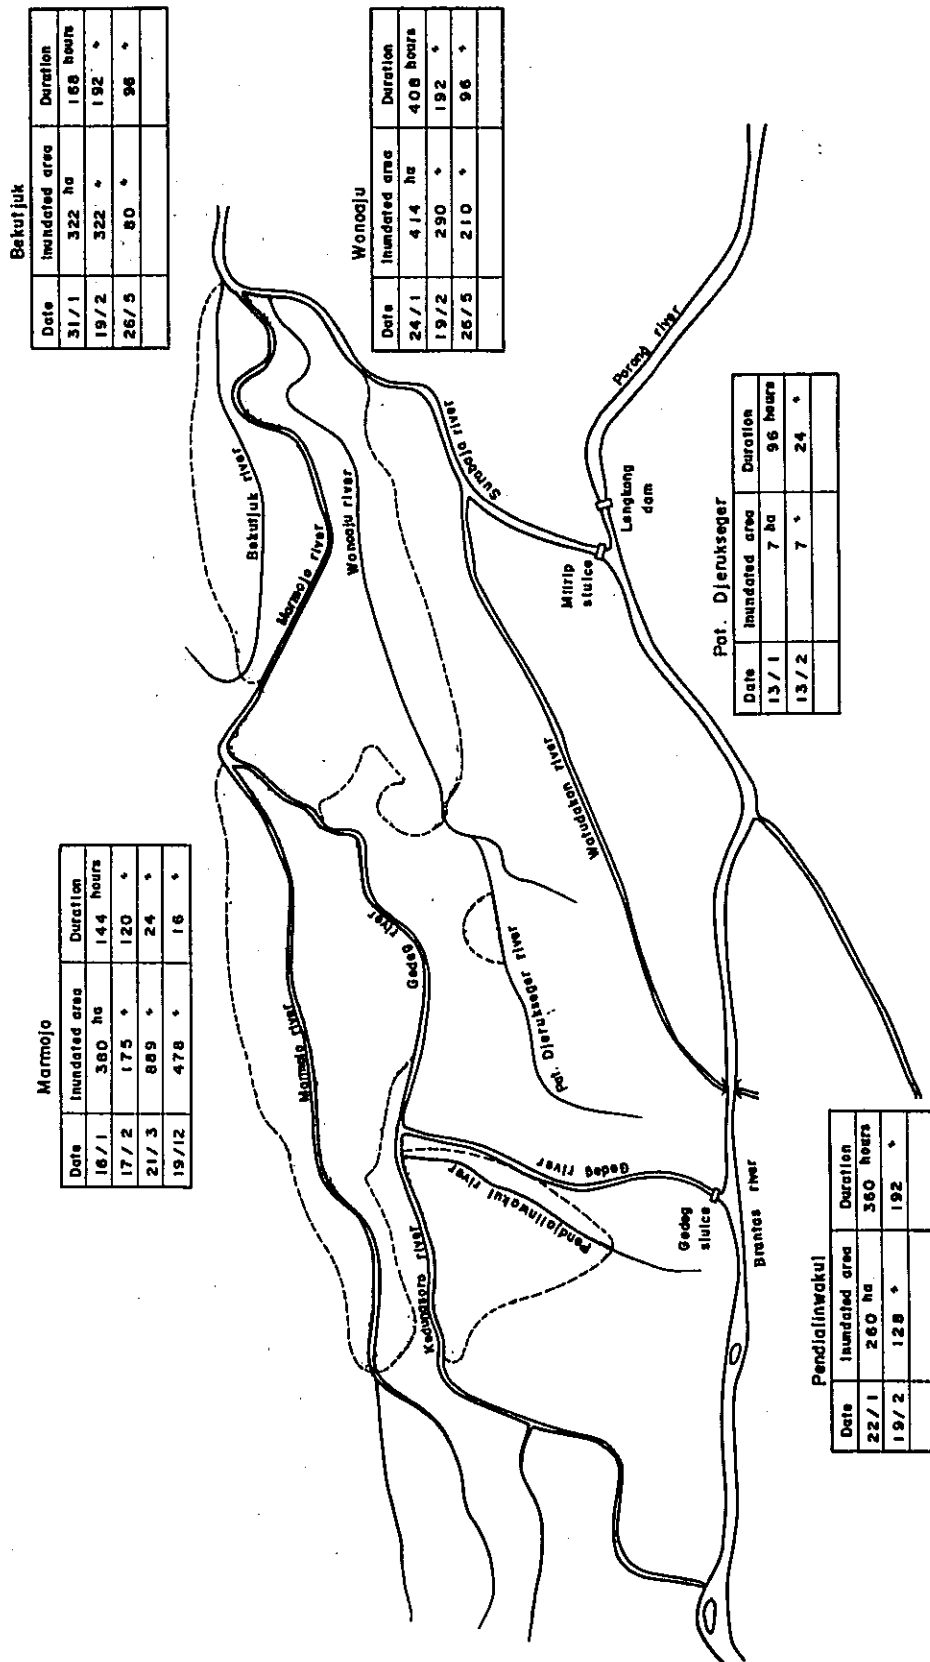 Marmojo
Date Inundated area Duration
16/1 380 ha 144 hours
17/2 175 〃 120 〃
21/3 889 〃 24 〃
19/12 478 〃 16 〃
Bekutjuk
Date Inundated area Duration
31/1 322 ha 168 hours
19/2 322 〃 192 〃
26/5 80 〃 96 〃
Wonoaju
Date Inundated area Duration
24/1 414 ha 408 hours
19/2 290 〃 192 〃
26/5 210 〃 96 〃
Pendjalinwakul
Date Inundated area Duration
22/1 260 ha 360 hours
19/2 128 〃 192 〃
Pot. Djerukseger
Date Inundated area Duration
13/1 7 ha 96 hours
13/2 7 〃 24 〃
Marmojo river
Marmojo river
Bekutjuk river
Wonoaju river
Gedeg river
Kedungsoro river
Pendjalinwakul river
Gedeg river
Pot. Djerukseger river
Watudakon river
Surabaja river
Gedeg
sluice
Brantas river
Mlirip
sluice
Lengkong
dam
Porong river